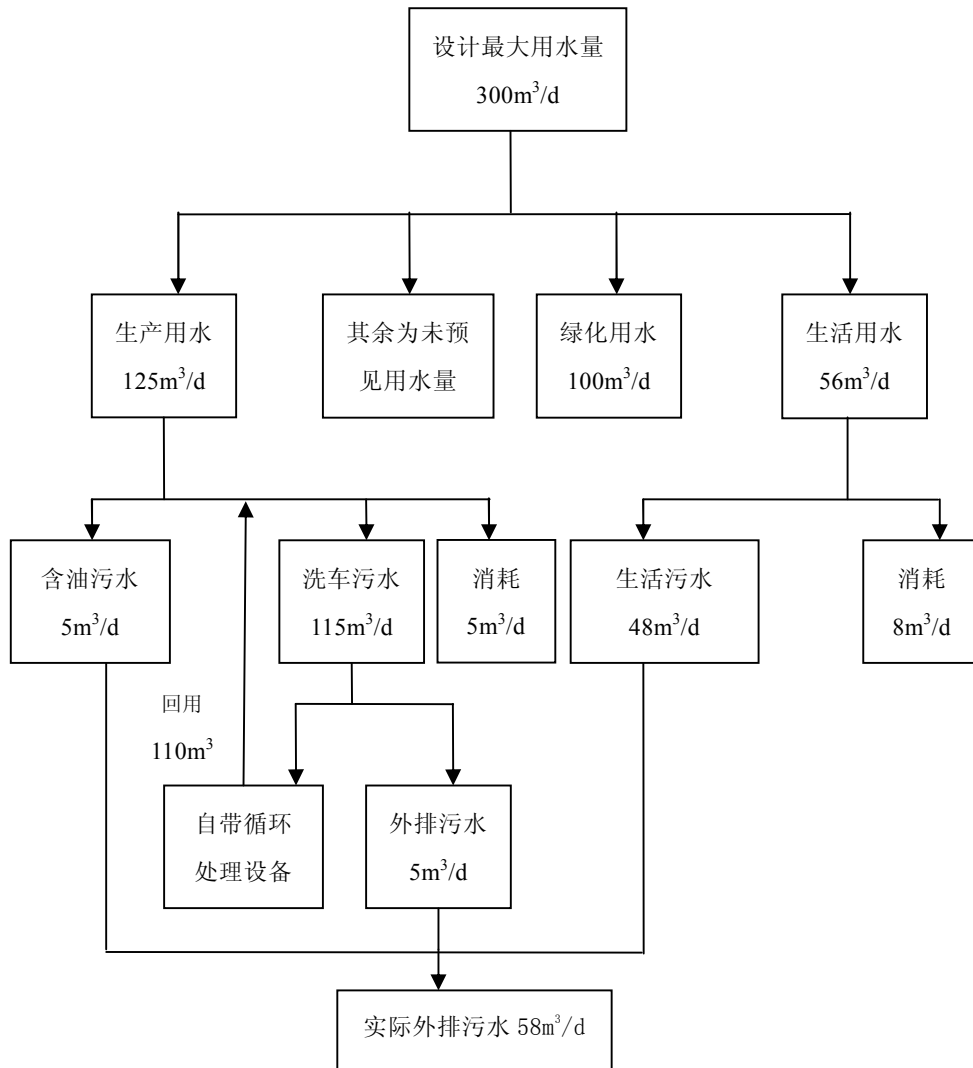 设计最大用水量
300m³/d
生产用水
125m³/d
其余为未预
见用水量
绿化用水
100m³/d
生活用水
56m³/d
含油污水
5m³/d
洗车污水
115m³/d
消耗
5m³/d
生活污水
48m³/d
消耗
8m³/d
回用
110m³
自带循环
处理设备
外排污水
5m³/d
实际外排污水 58m³/d